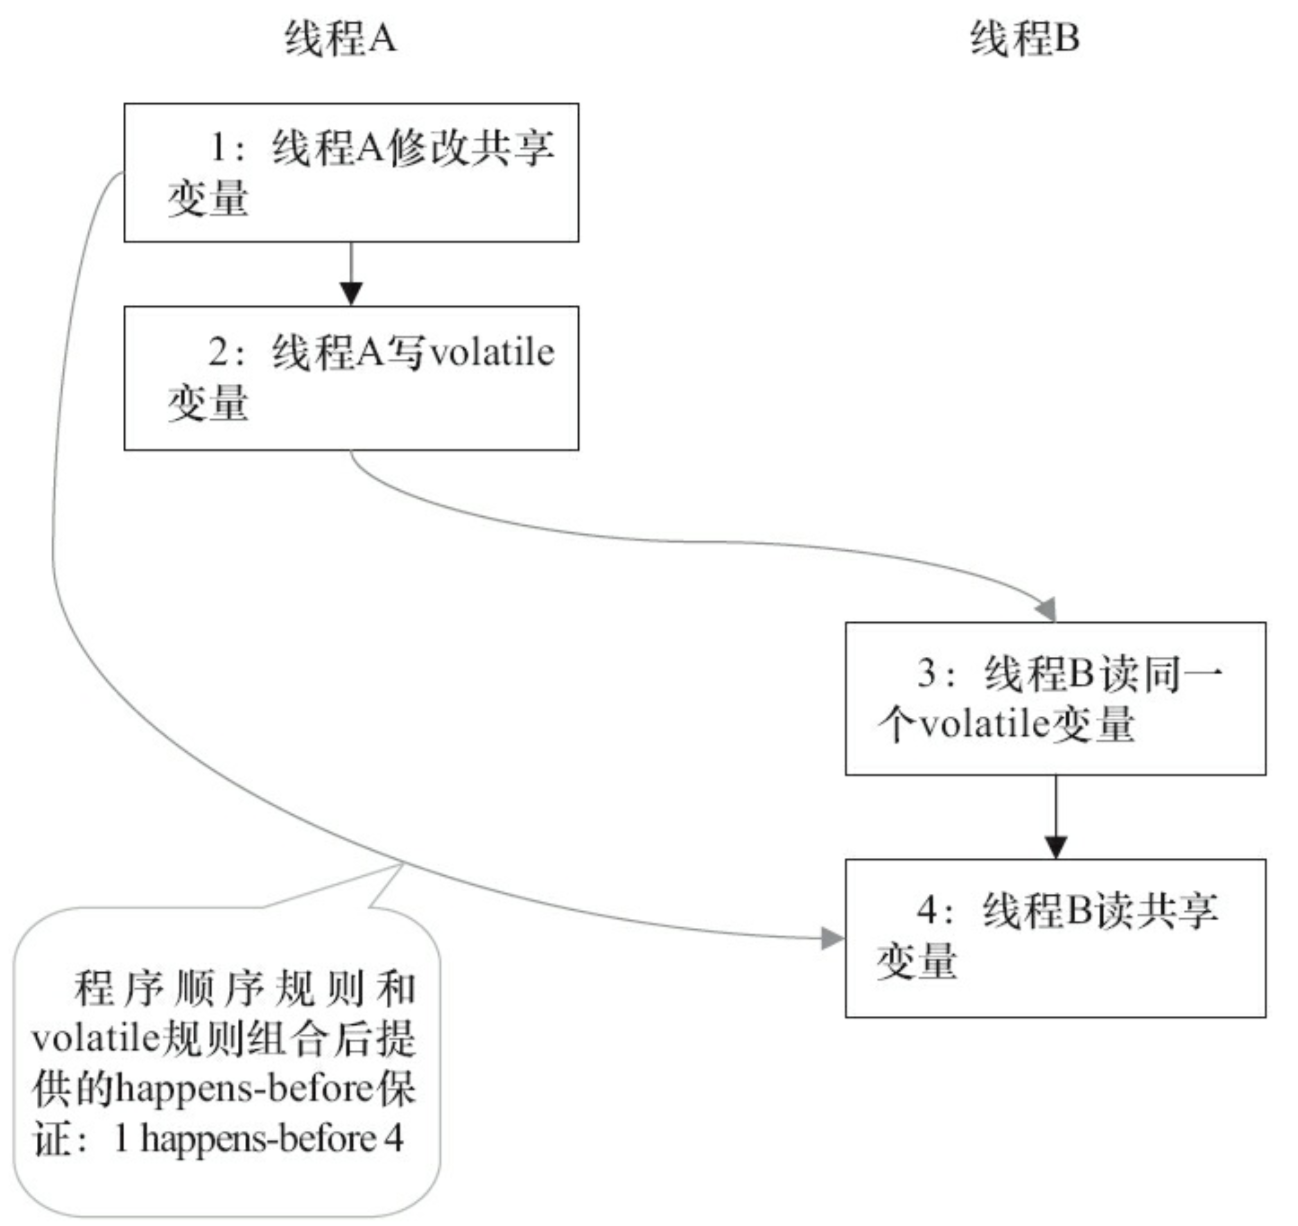 线程A
线程B
1：线程A修改共享
变量
2：线程A写volatile
变量
3：线程B读同一
个volatile变量
4：线程B读共享
变量
程序顺序规则和
volatile规则组合后提
供的happens-before保
证：1 happens-before 4